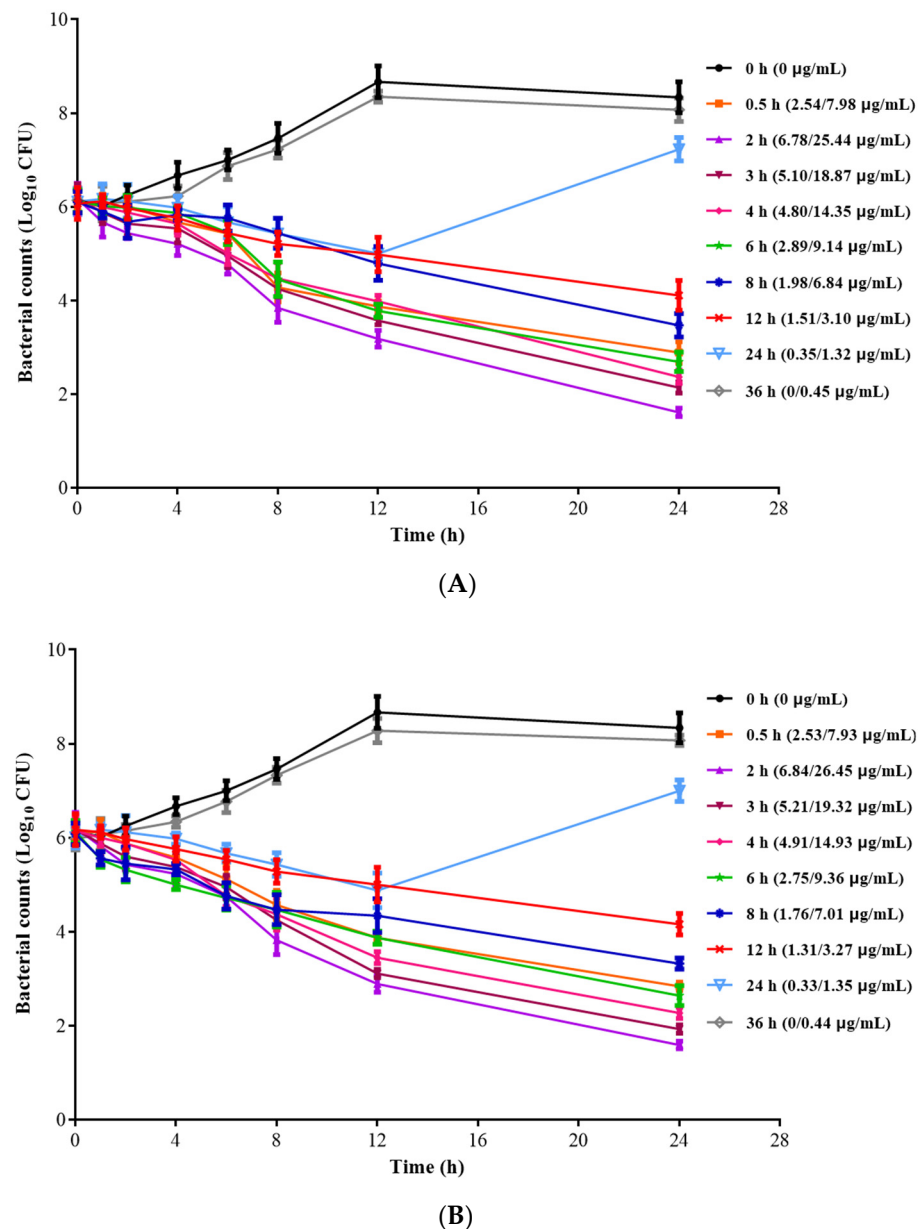 10
8
6
4
2
0
Bacterial counts (Log10 CFU)
0 4 8 12 16 20 24 28
Time (h)
0 h (0 µg/mL)
0.5 h (2.54/7.98 µg/mL)
2 h (6.78/25.44 µg/mL)
3 h (5.10/18.87 µg/mL)
4 h (4.80/14.35 µg/mL)
6 h (2.89/9.14 µg/mL)
8 h (1.98/6.84 µg/mL)
12 h (1.51/3.10 µg/mL)
24 h (0.35/1.32 µg/mL)
36 h (0/0.45 µg/mL)
(A)
10
8
6
4
2
0
Bacterial counts (Log10 CFU)
0 4 8 12 16 20 24 28
Time (h)
0 h (0 µg/mL)
0.5 h (2.53/7.93 µg/mL)
2 h (6.84/26.45 µg/mL)
3 h (5.21/19.32 µg/mL)
4 h (4.91/14.93 µg/mL)
6 h (2.75/9.36 µg/mL)
8 h (1.76/7.01 µg/mL)
12 h (1.31/3.27 µg/mL)
24 h (0.33/1.35 µg/mL)
36 h (0/0.44 µg/mL)
(B)